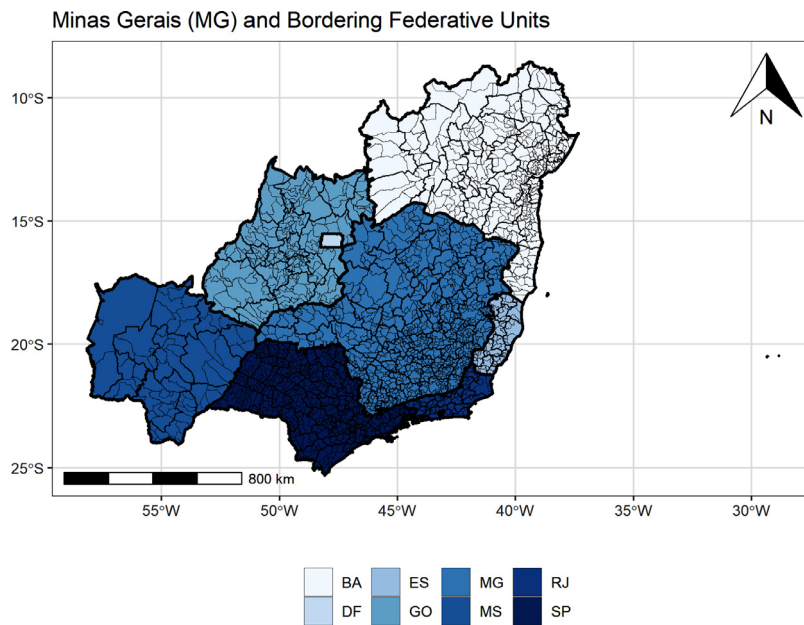 Minas Gerais (MG) and Bordering Federative Units
10°S
15°S
20°S
25°S
N
800 km
55°W 50°W 45°W 40°W 35°W 30°W
BA ES MG RJ
DF GO MS SP